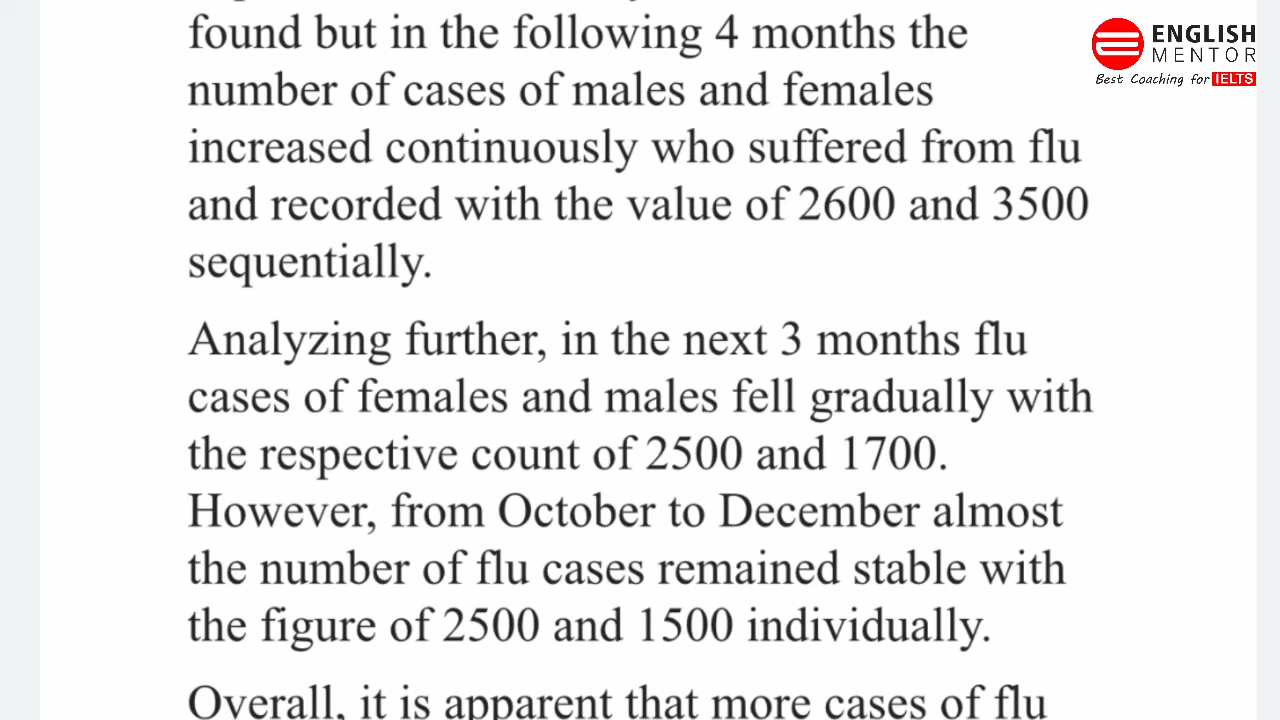 found but in the following 4 months the
number of cases of males and females
increased continuously who suffered from flu
and recorded with the value of 2600 and 3500
sequentially.
Analyzing further, in the next 3 months flu
cases of females and males fell gradually with
the respective count of 2500 and 1700.
However, from October to December almost
the number of flu cases remained stable with
the figure of 2500 and 1500 individually.
Overall, it is apparent that more cases of flu
ENGLISH
MENTOR
Best Coaching for IELTS